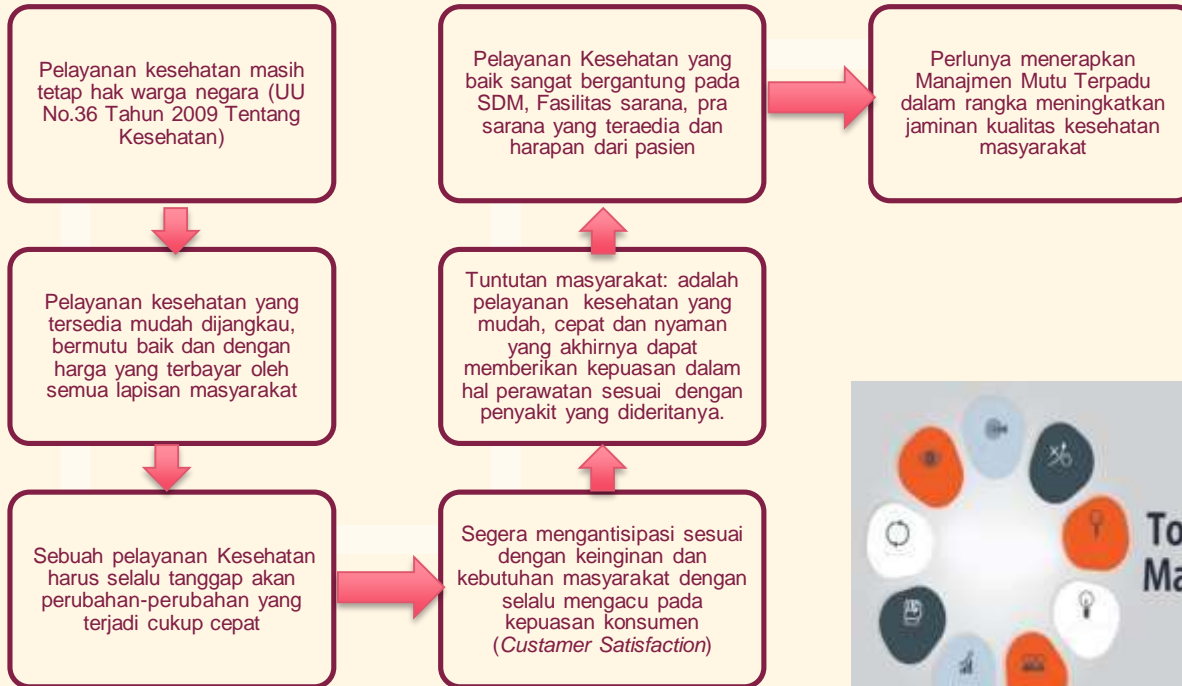 Pelayanan kesehatan masih
tetap hak warga negara (UU
No.36 Tahun 2009 Tentang
Kesehatan)
Pelayanan kesehatan yang
tersedia mudah dijangkau,
bermutu baik dan dengan
harga yang terbayar oleh
semua lapisan masyarakat
Sebuah pelayanan Kesehatan
harus selalu tanggap akan
perubahan-perubahan yang
terjadi cukup cepat
Segera mengantisipasi sesuai
dengan keinginan dan
kebutuhan masyarakat dengan
selalu mengacu pada
kepuasan konsumen
(Custamer Satisfaction)
Tuntutan masyarakat: adalah
pelayanan kesehatan yang
mudah, cepat dan nyaman
yang akhirnya dapat
memberikan kepuasan dalam
hal perawatan sesuai dengan
penyakit yang dideritanya.
Pelayanan Kesehatan yang
baik sangat bergantung pada
SDM, Fasilitas sarana, pra
sarana yang teraedia dan
harapan dari pasien
Perlunya menerapkan
Manajmen Mutu Terpadu
dalam rangka meningkatkan
jaminan kualitas kesehatan
masyarakat
To
Ma